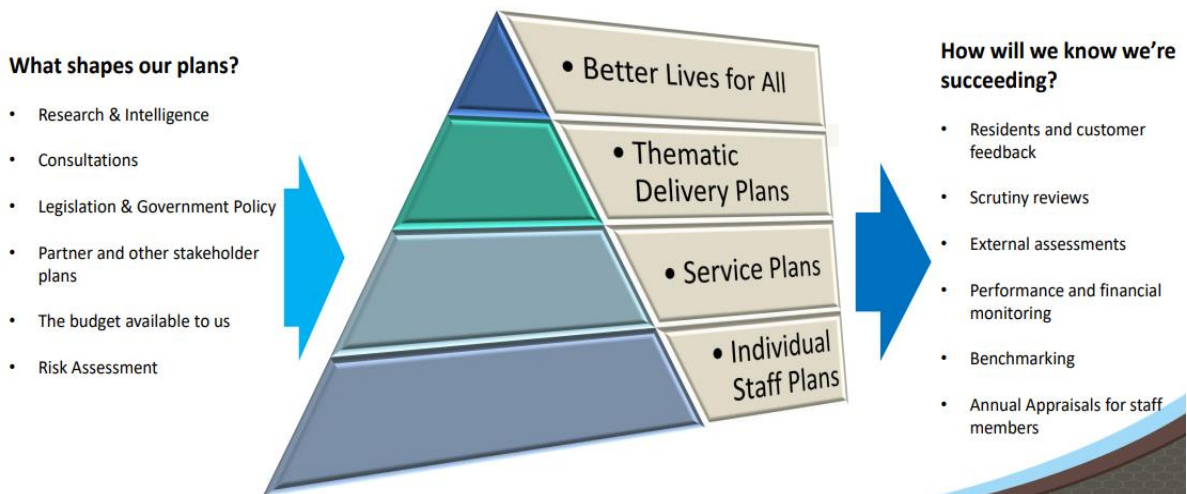 What shapes our plans?
• Research & Intelligence
• Consultations
• Legislation & Government Policy
• Partner and other stakeholder
plans
• The budget available to us
• Risk Assessment
• Better Lives for All
• Thematic
Delivery Plans
• Service Plans
• Individual
Staff Plans
How will we know we're
succeeding?
• Residents and customer
feedback
• Scrutiny reviews
• External assessments
• Performance and financial
monitoring
• Benchmarking
• Annual Appraisals for staff
members